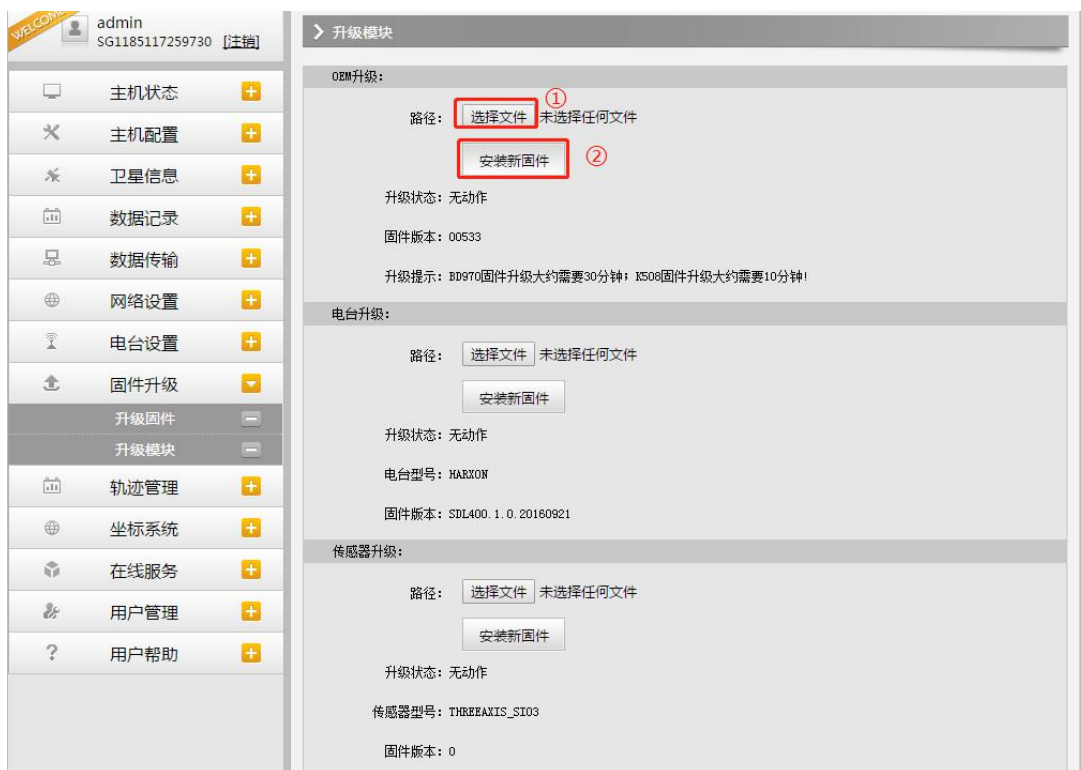 WELCOME
admin
SG1185117259730 [注销]
主机状态
主机配置
卫星信息
数据记录
数据传输
网络设置
电台设置
固件升级
升级固件
升级模块
轨迹管理
坐标系统
在线服务
用户管理
用户帮助
升级模块
OEM升级:
①
路径: 选择文件 未选择任何文件
安装新固件 ②
升级状态: 无动作
固件版本: 00533
升级提示: BD970固件升级大约需要30分钟; K508固件升级大约需要10分钟!
电台升级:
路径: 选择文件 未选择任何文件
安装新固件
升级状态: 无动作
电台型号: HARXON
固件版本: SDL400.1.0.20160921
传感器升级:
路径: 选择文件 未选择任何文件
安装新固件
升级状态: 无动作
传感器型号: THREEAXIS_SI03
固件版本: 0